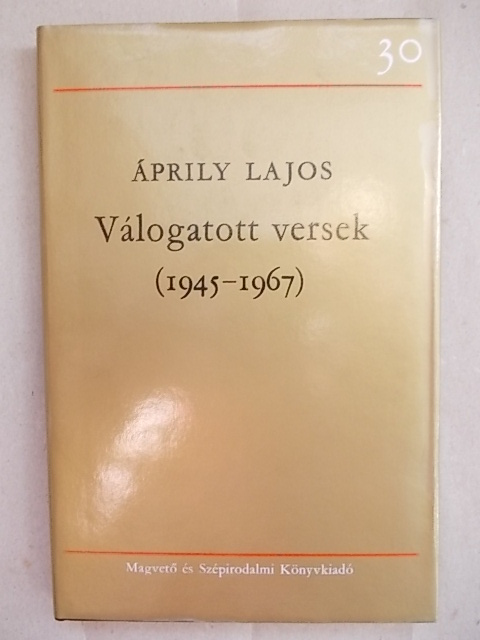 30
ÁPRILY LAJOS
Válogatott versek
(1945–1967)
Magvető és Szépirodalmi Könyvkiadó